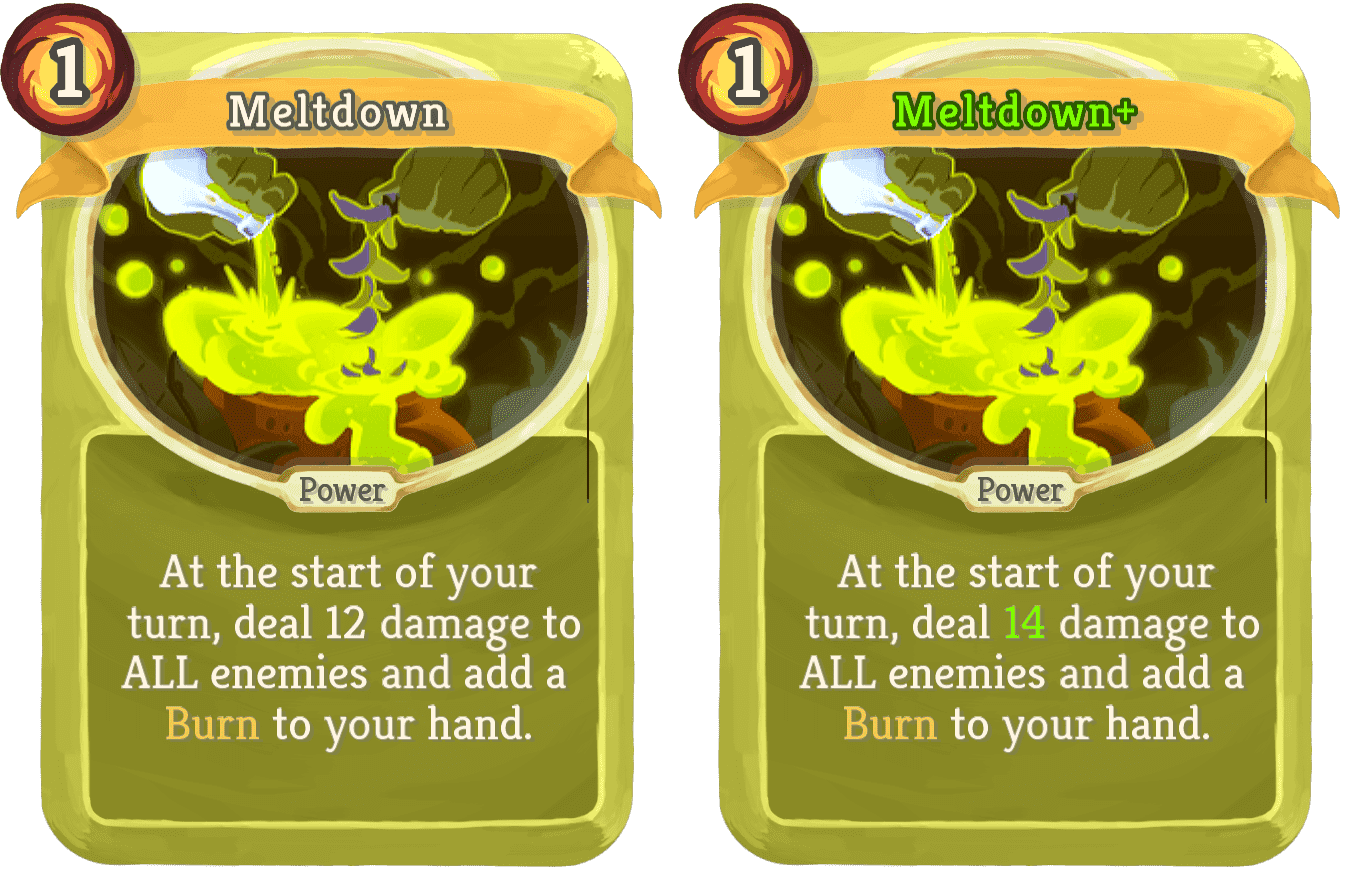 1
Meltdown
Power
At the start of your
turn, deal 12 damage to
ALL enemies and add a
Burn to your hand.
1
Meltdown+
Power
At the start of your
turn, deal 14 damage to
ALL enemies and add a
Burn to your hand.